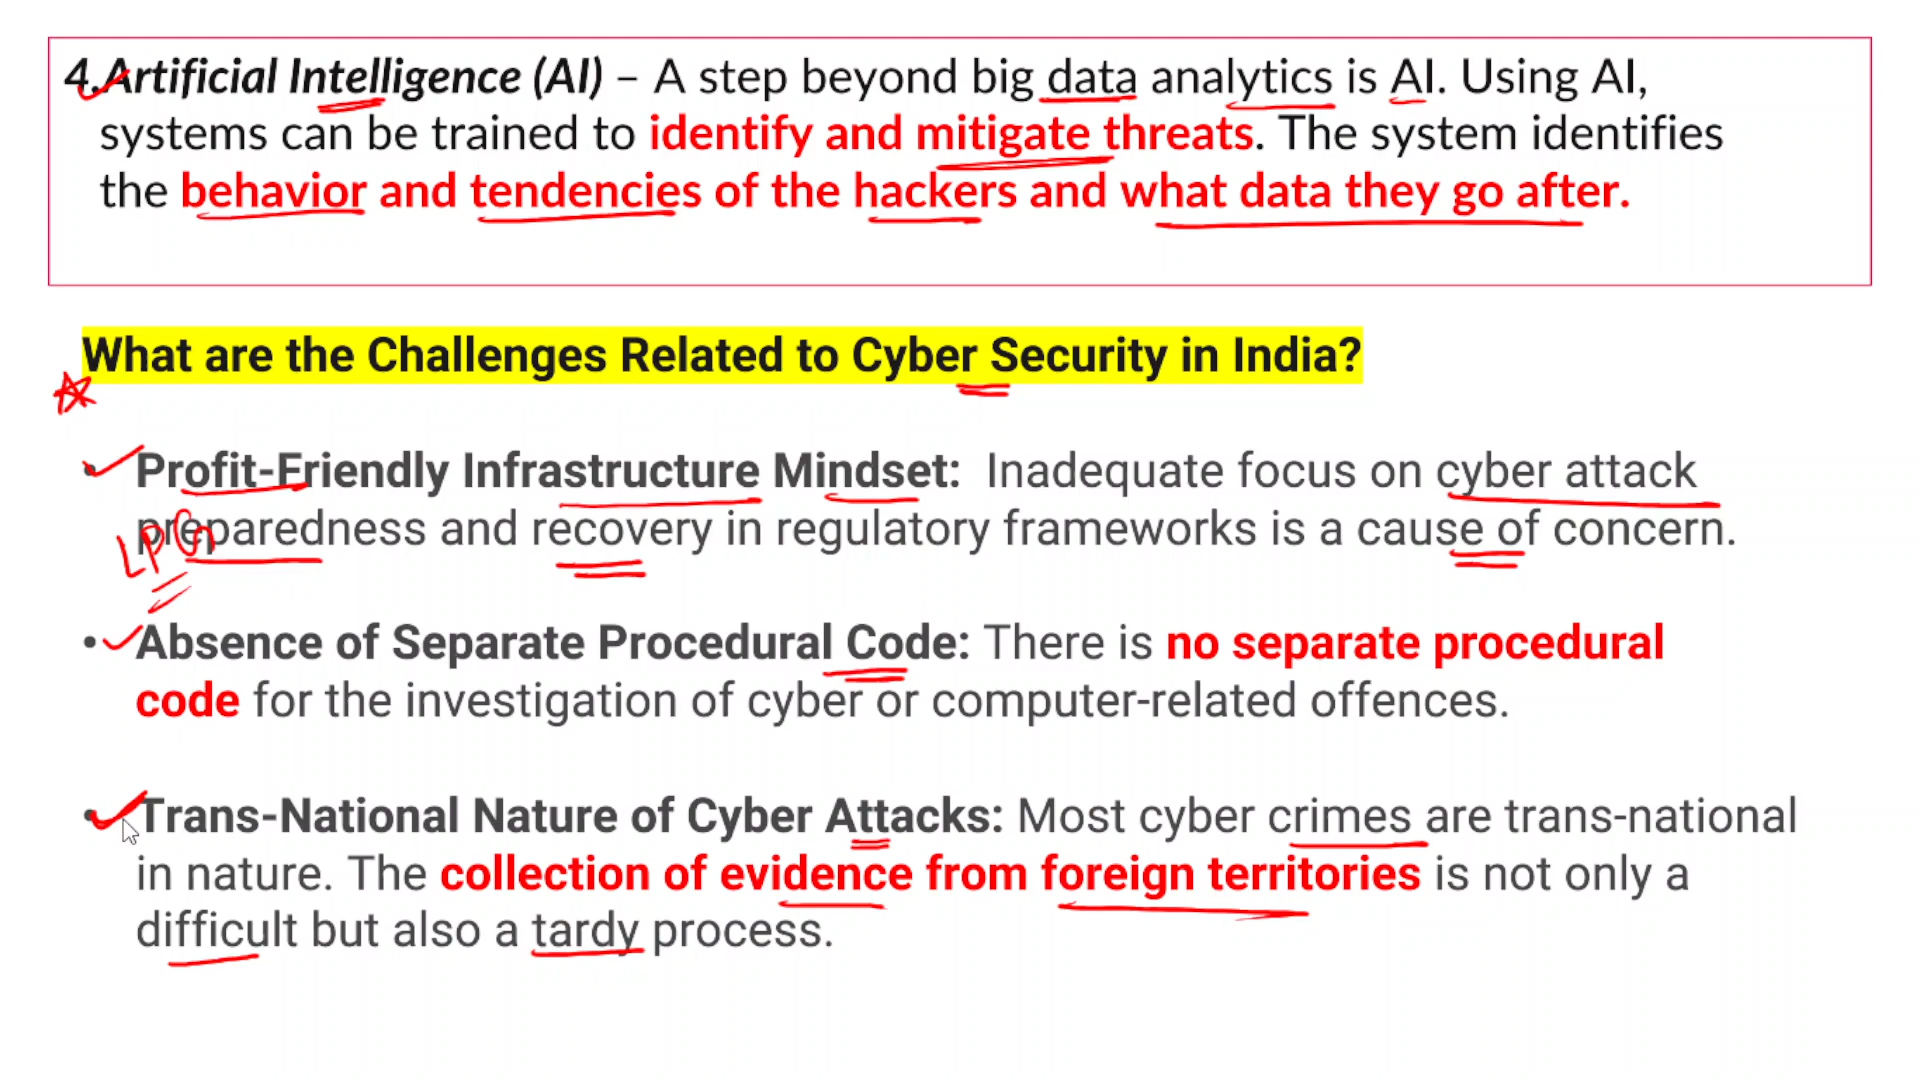 4.Artificial Intelligence (AI) – A step beyond big data analytics is AI. Using AI,
systems can be trained to identify and mitigate threats. The system identifies
the behavior and tendencies of the hackers and what data they go after.
What are the Challenges Related to Cyber Security in India?
• Profit-Friendly Infrastructure Mindset: Inadequate focus on cyber attack
preparedness and recovery in regulatory frameworks is a cause of concern.
LPG
• Absence of Separate Procedural Code: There is no separate procedural
code for the investigation of cyber or computer-related offences.
• Trans-National Nature of Cyber Attacks: Most cyber crimes are trans-national
in nature. The collection of evidence from foreign territories is not only a
difficult but also a tardy process.